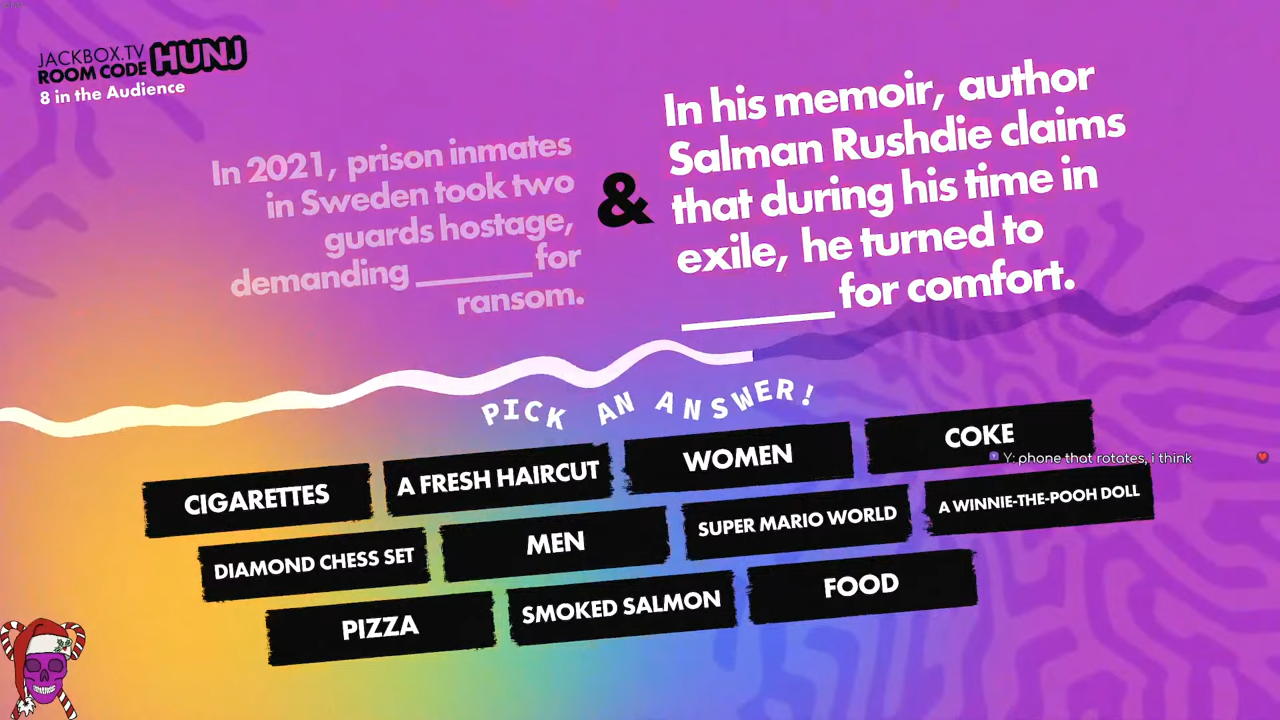 JACKBOX.TV
ROOM CODE HUNJ
8 in the Audience
In 2021, prison inmates
in Sweden took two
guards hostage,
demanding ______ for
ransom.
&
In his memoir, author
Salman Rushdie claims
that during his time in
exile, he turned to
______ for comfort.
PICK AN ANSWER!
CIGARETTES
A FRESH HAIRCUT
WOMEN
COKE
Y: phone that rotates, i think
DIAMOND CHESS SET
MEN
SUPER MARIO WORLD
A WINNIE-THE-POOH DOLL
PIZZA
SMOKED SALMON
FOOD